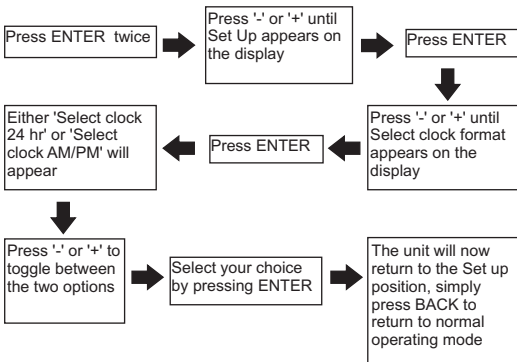 Press ENTER twice
Press '-' or '+' until
Set Up appears on
the display
Press ENTER
Press '-' or '+' until
Select clock format
appears on the
display
Press ENTER
Either 'Select clock
24 hr' or 'Select
clock AM/PM' will
appear
Press '-' or '+' to
toggle between
the two options
Select your choice
by pressing ENTER
The unit will now
return to the Set up
position, simply
press BACK to
return to normal
operating mode